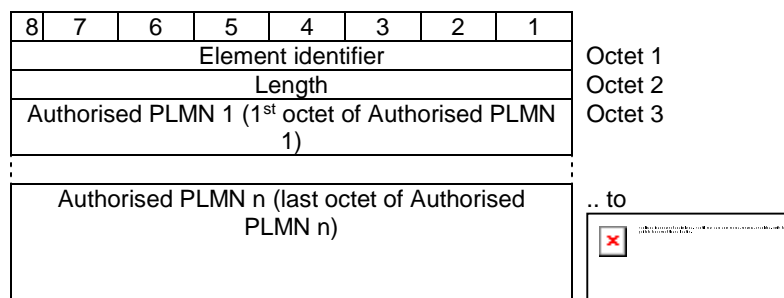 8 7 6 5 4 3 2 1
Element identifier Octet 1
Length Octet 2
Authorised PLMN 1 (1st octet of Authorised PLMN Octet 3
1)
Authorised PLMN n (last octet of Authorised .. to
PLMN n)